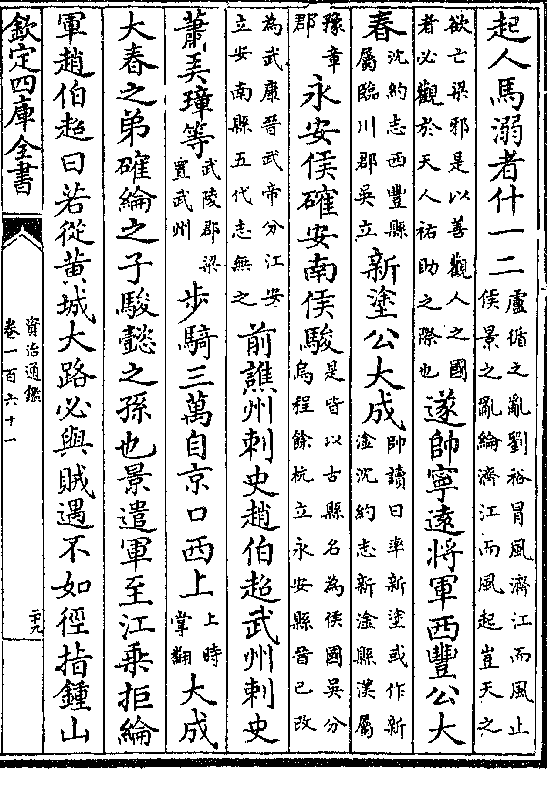 起人馬溺者什一二盧循之亂劉裕冒風濟江而風止侯景之亂綸濟江而風起豈天之
欲亡梁邪是以善觀人之國者必觀於天人祐助之際也遂帥寧遠將軍西豐公大
春沈約志西豐縣屬臨川郡吳立新塗公大成帥讀曰率新塗或作新淦沈約志新淦縣漢屬
豫章郡永安侯確安南侯駿是皆以古縣名為侯國吳分烏程餘杭立永安縣晉已改
為武康晉武帝分江安立安南縣五代志無之前譙州刺史趙伯超武州刺史
蕭弄璋等武陵郡梁置武州步騎三萬自京口西上上時掌翻大成
大春之弟確綸之子駿懿之孫也景遣軍至江乘拒綸
軍趙伯超曰若從黃城大路必與賊遇不如徑指鍾山
欽定四庫全書
資治通鑑
卷一百六十一
二十九